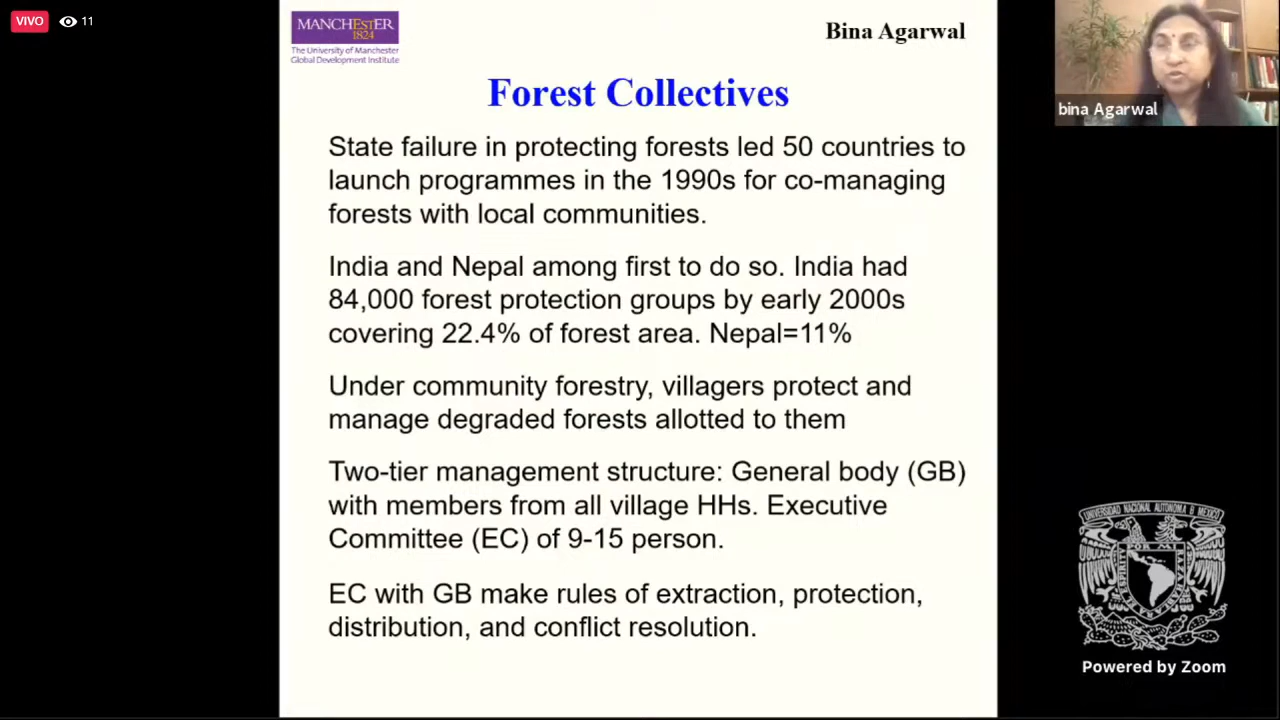 VIVO
11
MANCHESTER
1824
The University of Manchester
Global Development Institute
Bina Agarwal
bina Agarwal
Forest Collectives
State failure in protecting forests led 50 countries to
launch programmes in the 1990s for co-managing
forests with local communities.
India and Nepal among first to do so. India had
84,000 forest protection groups by early 2000s
covering 22.4% of forest area. Nepal=11%
Under community forestry, villagers protect and
manage degraded forests allotted to them
Two-tier management structure: General body (GB)
with members from all village HHs. Executive
Committee (EC) of 9-15 person.
EC with GB make rules of extraction, protection,
distribution, and conflict resolution.
UNIVERSIDAD NACIONAL AUTONOMA
POR MI
Powered by Zoom